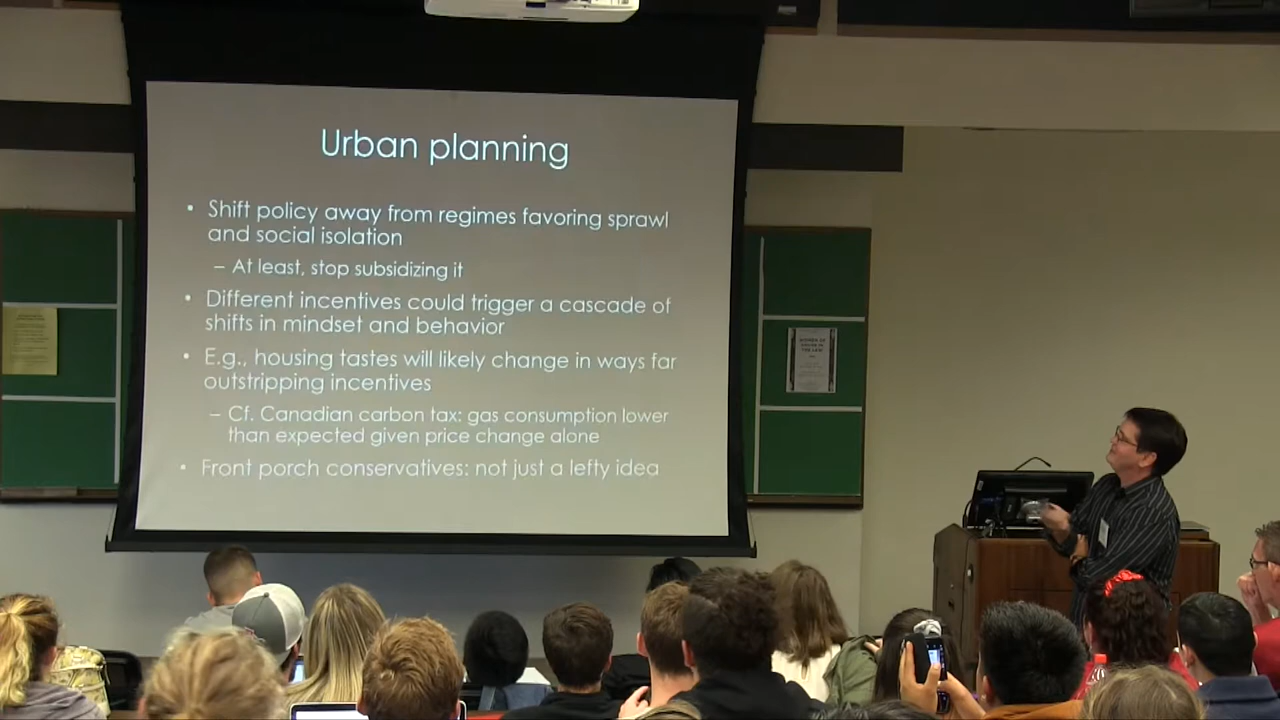 Urban planning
• Shift policy away from regimes favoring sprawl
and social isolation
– At least, stop subsidizing it
• Different incentives could trigger a cascade of
shifts in mindset and behavior
• E.g., housing tastes will likely change in ways far
outstripping incentives
– Cf. Canadian carbon tax: gas consumption lower
than expected given price change alone
• Front porch conservatives: not just a lefty idea